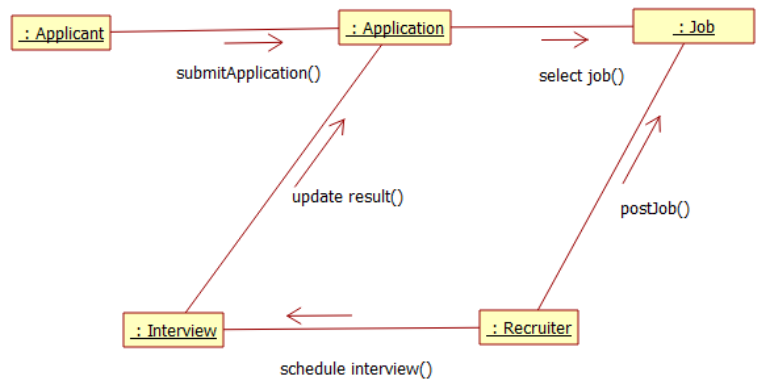 : Applicant
: Application
: Job
submitApplication()
select job()
update result()
postJob()
: Interview
: Recruiter
schedule interview()